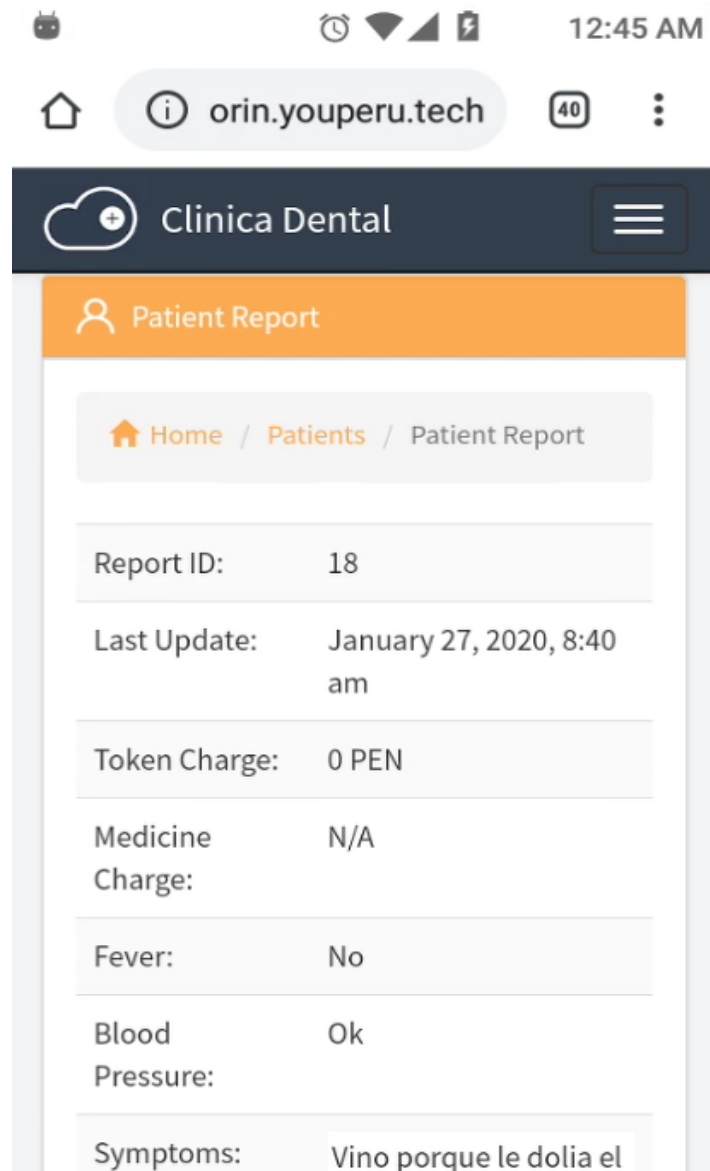 12:45 AM
orin.youperu.tech
40
Clinica Dental
Patient Report
Home / Patients / Patient Report
Report ID: 18
Last Update: January 27, 2020, 8:40
am
Token Charge: 0 PEN
Medicine N/A
Charge:
Fever: No
Blood Ok
Pressure:
Symptoms: Vino porque le dolia el